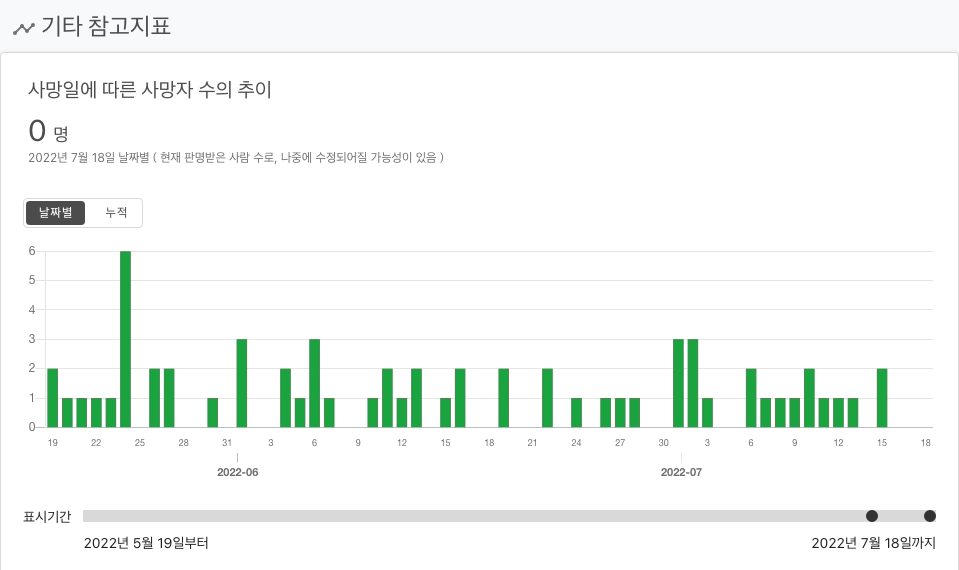 기타 참고지표
사망일에 따른 사망자 수의 추이
0 명
2022년 7월 18일 날짜별 ( 현재 판명받은 사람 수로, 나중에 수정되어질 가능성이 있음 )
날짜별 누적
6
5
4
3
2
1
0
19 22 25 28 31 3 6 9 12 15 18 21 24 27 30 3 6 9 12 15 18
2022-06 2022-07
표시기간
2022년 5월 19일부터 2022년 7월 18일까지